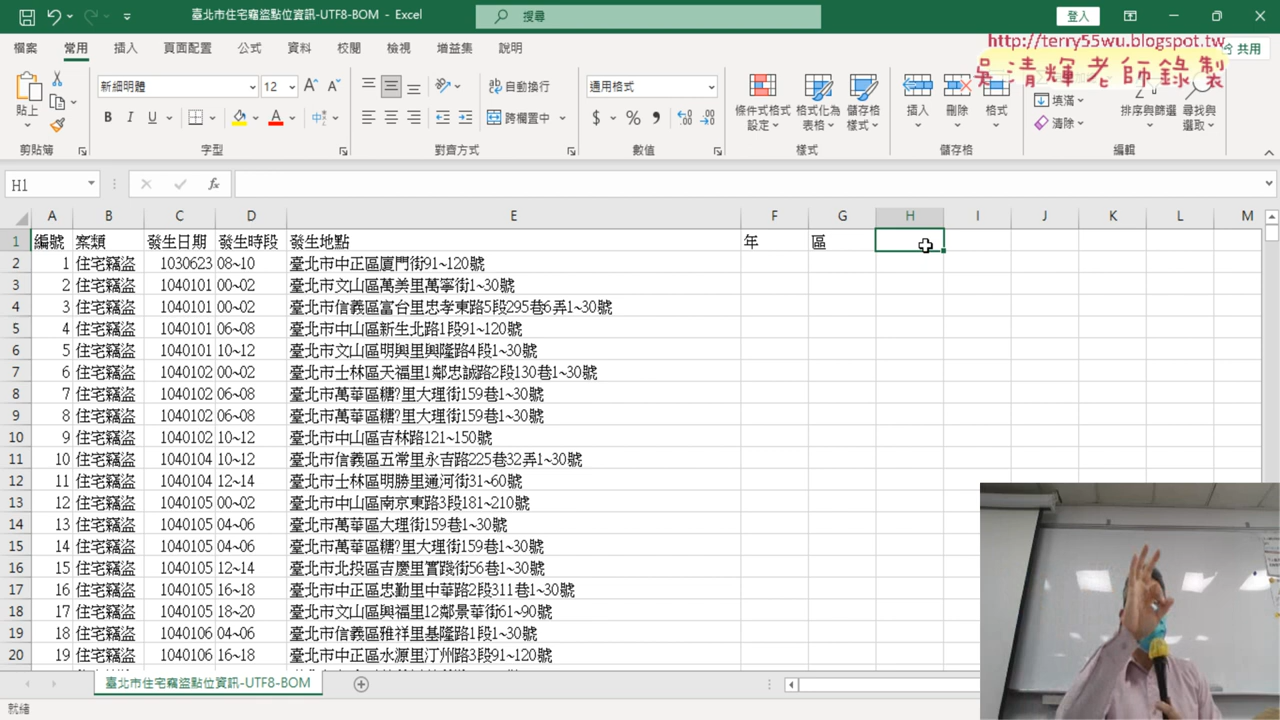 臺北市住宅竊盜點位資訊-UTF8-BOM - Excel
搜尋
登入
檔案 常用 插入 頁面配置 公式 資料 校閱 檢視 增益集 說明
http://terry55wu.blogspot.tw
共用
吳清輝老師錄製
貼上
新細明體 12
B I U
自動換行
跨欄置中
通用格式
$ % 9
條件式格式設定 格式化為表格 儲存格樣式
插入 刪除 格式
填滿
清除
排序與篩選 尋找與選取
剪貼簿 字型 對齊方式 數值 樣式 儲存格 編輯
H1 fx
A B C D E F G H I J K L M
1 編號 案類 發生日期 發生時段 發生地點 年 區
2 1 住宅竊盜 1030623 08~10 臺北市中正區廈門街91~120號
3 2 住宅竊盜 1040101 00~02 臺北市文山區萬美里萬寧街1~30號
4 3 住宅竊盜 1040101 00~02 臺北市信義區富台里忠孝東路5段295巷6弄1~30號
5 4 住宅竊盜 1040101 06~08 臺北市中山區新生北路1段91~120號
6 5 住宅竊盜 1040101 10~12 臺北市文山區明興里興隆路4段1~30號
7 6 住宅竊盜 1040102 00~02 臺北市士林區天福里1鄰忠誠路2段130巷1~30號
8 7 住宅竊盜 1040102 06~08 臺北市萬華區糖?里大理街159巷1~30號
9 8 住宅竊盜 1040102 06~08 臺北市萬華區糖?里大理街159巷1~30號
10 9 住宅竊盜 1040102 10~12 臺北市中山區吉林路121~150號
11 10 住宅竊盜 1040104 10~12 臺北市信義區五常里永吉路225巷32弄1~30號
12 11 住宅竊盜 1040104 12~14 臺北市士林區明勝里通河街31~60號
13 12 住宅竊盜 1040105 00~02 臺北市中山區南京東路3段181~210號
14 13 住宅竊盜 1040105 04~06 臺北市萬華區大理街159巷1~30號
15 14 住宅竊盜 1040105 04~06 臺北市萬華區糖?里大理街159巷1~30號
16 15 住宅竊盜 1040105 12~14 臺北市北投區吉慶里實踐街56巷1~30號
17 16 住宅竊盜 1040105 16~18 臺北市中正區忠勤里中華路2段311巷1~30號
18 17 住宅竊盜 1040105 18~20 臺北市文山區興福里12鄰景華街61~90號
19 18 住宅竊盜 1040106 04~06 臺北市信義區雅祥里基隆路1段1~30號
20 19 住宅竊盜 1040106 16~18 臺北市中正區水源里汀州路3段91~120號
臺北市住宅竊盜點位資訊-UTF8-BOM
就緒